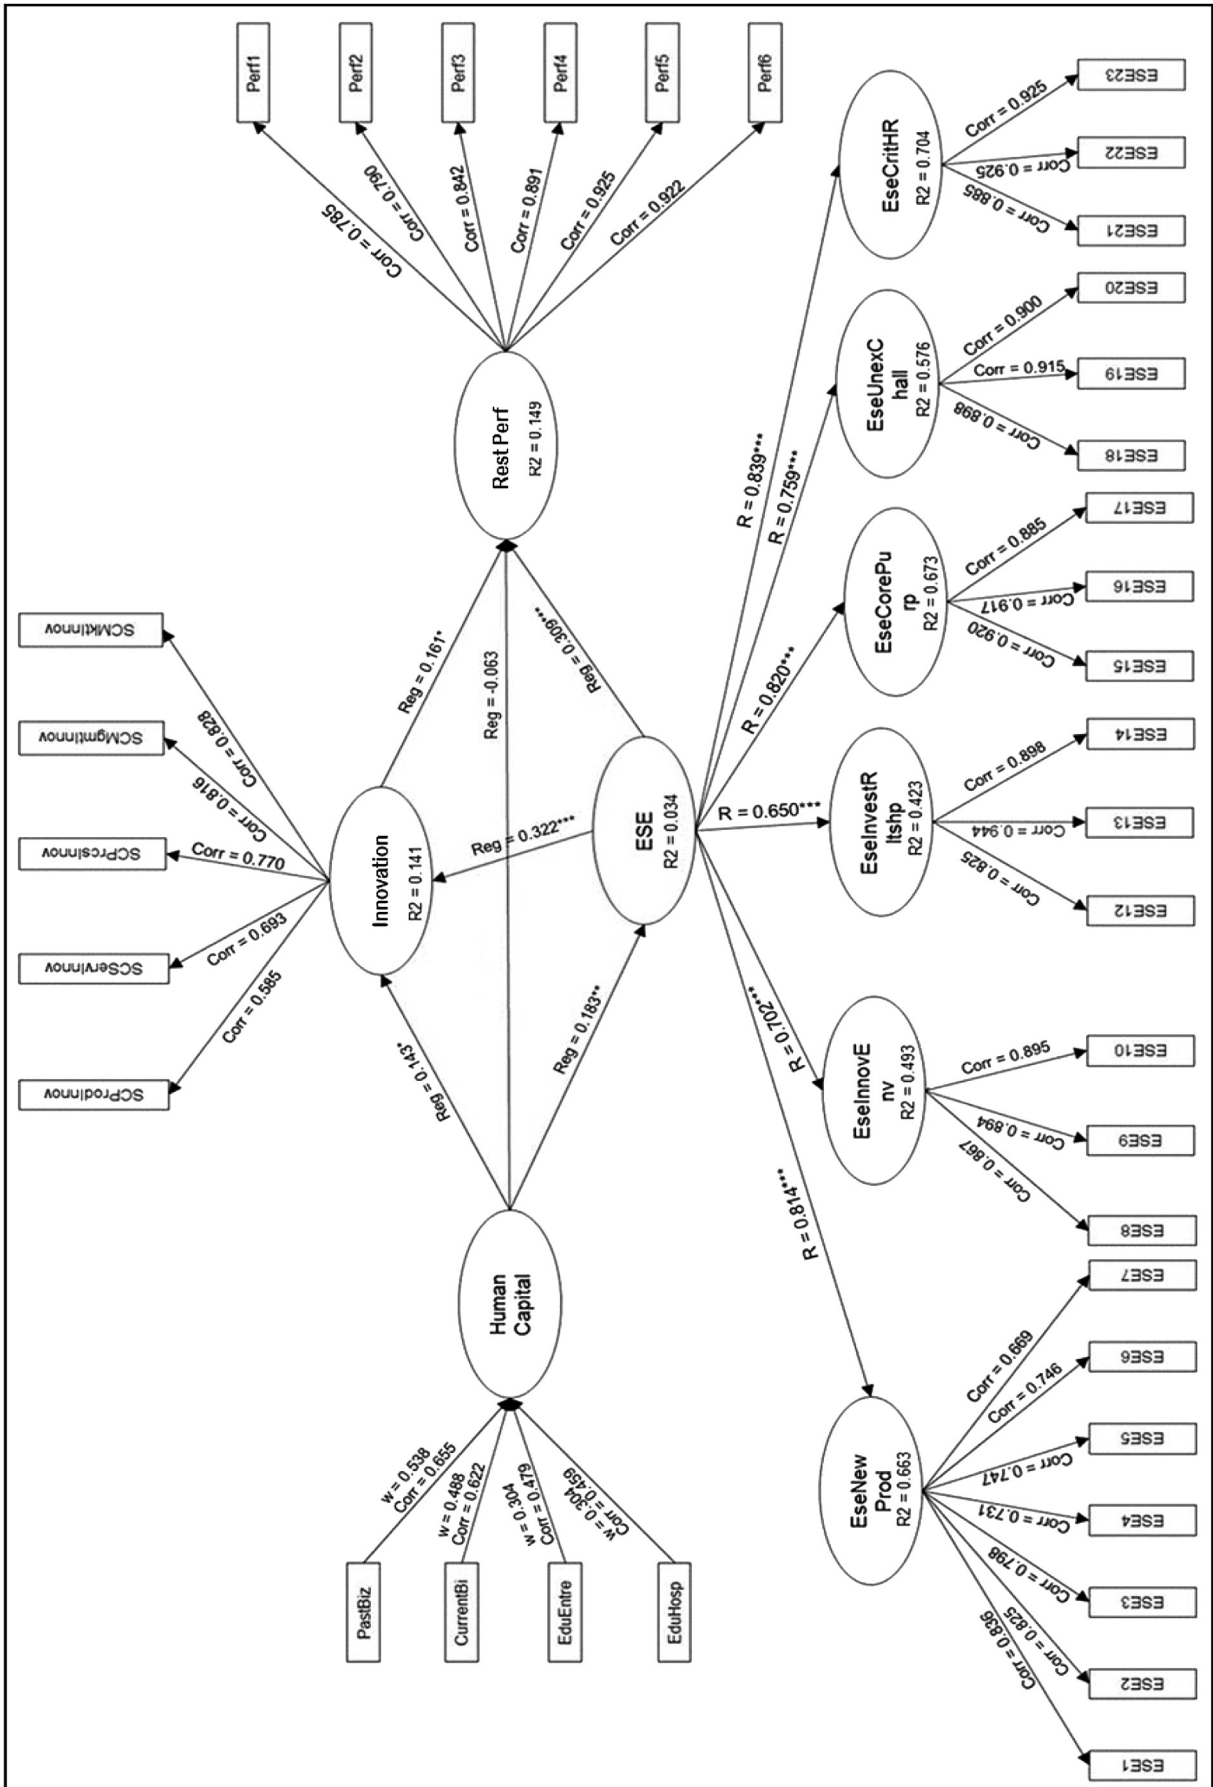 Perf1
Perf2
Perf3
Perf4
Perf5
Perf6
Corr = 0.785
Corr = 0.790
Corr = 0.842
Corr = 0.891
Corr = 0.925
Corr = 0.922
Rest Perf
R2 = 0.149
SCMktInnov
SCMgmtInnov
SCPrcsInnov
SCServInnov
SCProdInnov
Corr = 0.828
Corr = 0.816
Corr = 0.770
Corr = 0.693
Corr = 0.585
Innovation
R2 = 0.141
Reg = 0.161*
Reg = -0.063
Reg = 0.309***
Reg = 0.322***
Reg = 0.143*
Reg = 0.183**
ESE
R2 = 0.034
Human
Capital
w = 0.538
Corr = 0.655
w = 0.488
Corr = 0.622
w = 0.304
Corr = 0.479
w = 0.304
Corr = 0.459
PastBiz
CurrentBi
EduEntre
EduHosp
R = 0.839***
R = 0.759***
R = 0.820***
R = 0.650***
R = 0.702***
R = 0.814***
EseCritHR
R2 = 0.704
Corr = 0.925
Corr = 0.925
Corr = 0.885
ESE23
ESE22
ESE21
EseUnexC
hall
R2 = 0.576
Corr = 0.900
Corr = 0.915
Corr = 0.898
ESE20
ESE19
ESE18
EseCorePu
rp
R2 = 0.673
Corr = 0.885
Corr = 0.917
Corr = 0.920
ESE17
ESE16
ESE15
EseInvestR
ltshp
R2 = 0.423
Corr = 0.898
Corr = 0.944
Corr = 0.825
ESE14
ESE13
ESE12
EseInnovE
nv
R2 = 0.493
Corr = 0.895
Corr = 0.894
Corr = 0.867
ESE10
ESE9
ESE8
EseNew
Prod
R2 = 0.663
Corr = 0.669
Corr = 0.746
Corr = 0.747
Corr = 0.731
Corr = 0.798
Corr = 0.825
Corr = 0.836
ESE7
ESE6
ESE5
ESE4
ESE3
ESE2
ESE1